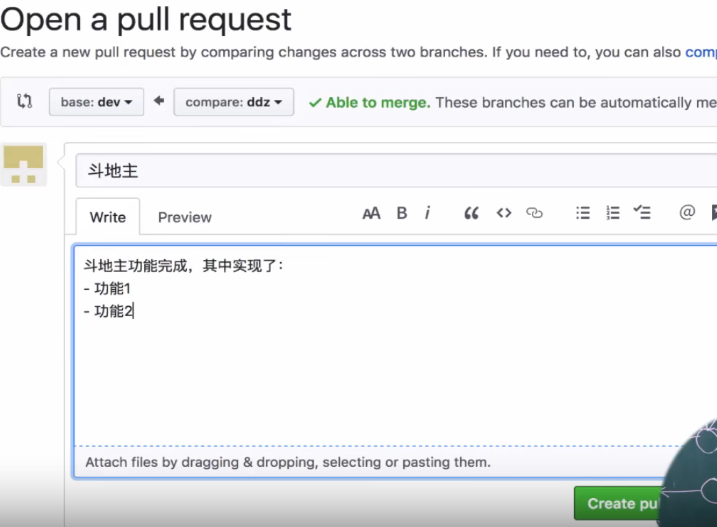 Open a pull request
Create a new pull request by comparing changes across two branches. If you need to, you can also
base: dev compare: ddz Able to merge. These branches can be automatically
斗地主
Write Preview AA B i @
斗地主功能完成，其中实现了：
- 功能1
- 功能2
Attach files by dragging & dropping, selecting or pasting them.
Create